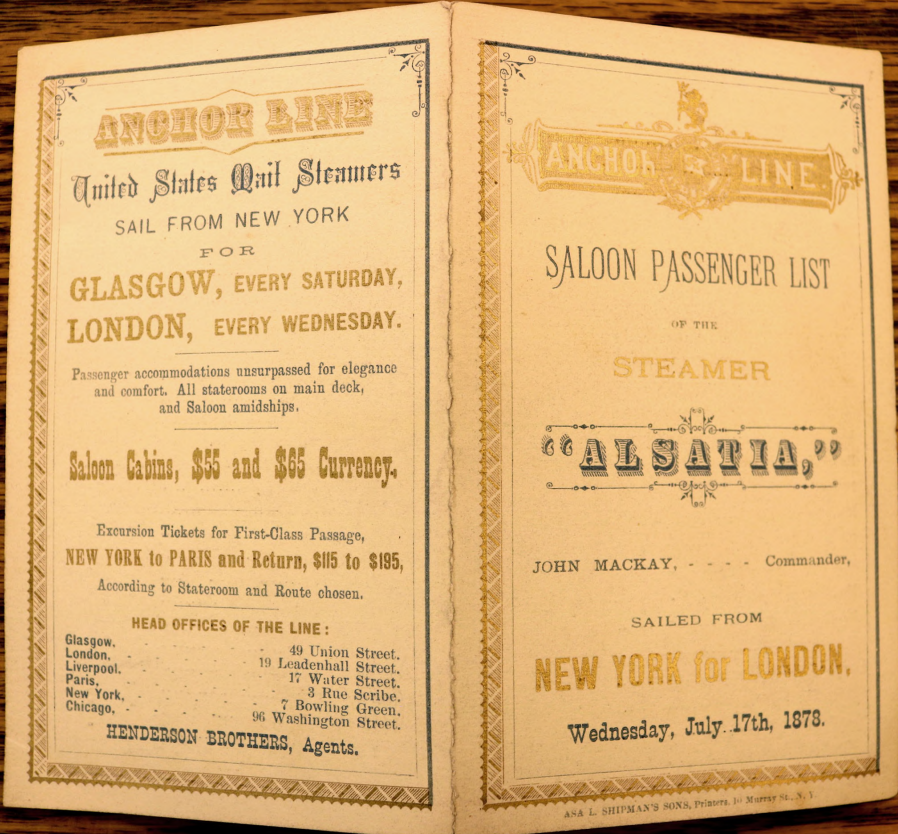 ANCHOR LINE
United States Mail Steamers
SAIL FROM NEW YORK
FOR
GLASGOW, EVERY SATURDAY,
LONDON, EVERY WEDNESDAY.
Passenger accommodations unsurpassed for elegance
and comfort. All staterooms on main deck,
and Saloon amidships.
Saloon Cabins, $55 and $65 Currency.
Excursion Tickets for First-Class Passage,
NEW YORK to PARIS and Return, $115 to $195,
According to Stateroom and Route chosen.
HEAD OFFICES OF THE LINE:
Glasgow, - - - 49 Union Street.
London, - - - 19 Leadenhall Street.
Liverpool, - - - 17 Water Street.
Paris, - - - 3 Rue Scribe.
New York, - - - 7 Bowling Green.
Chicago, - - - 96 Washington Street.
HENDERSON BROTHERS, Agents.
ANCHOR LINE.
SALOON PASSENGER LIST
OF THE
STEAMER
"ALSATIA,"
JOHN MACKAY, - - - - Commander,
SAILED FROM
NEW YORK for LONDON,
Wednesday, July 17th, 1878.
ASA L. SHIPMAN'S SONS, Printers, 10 Murray St., N. Y.